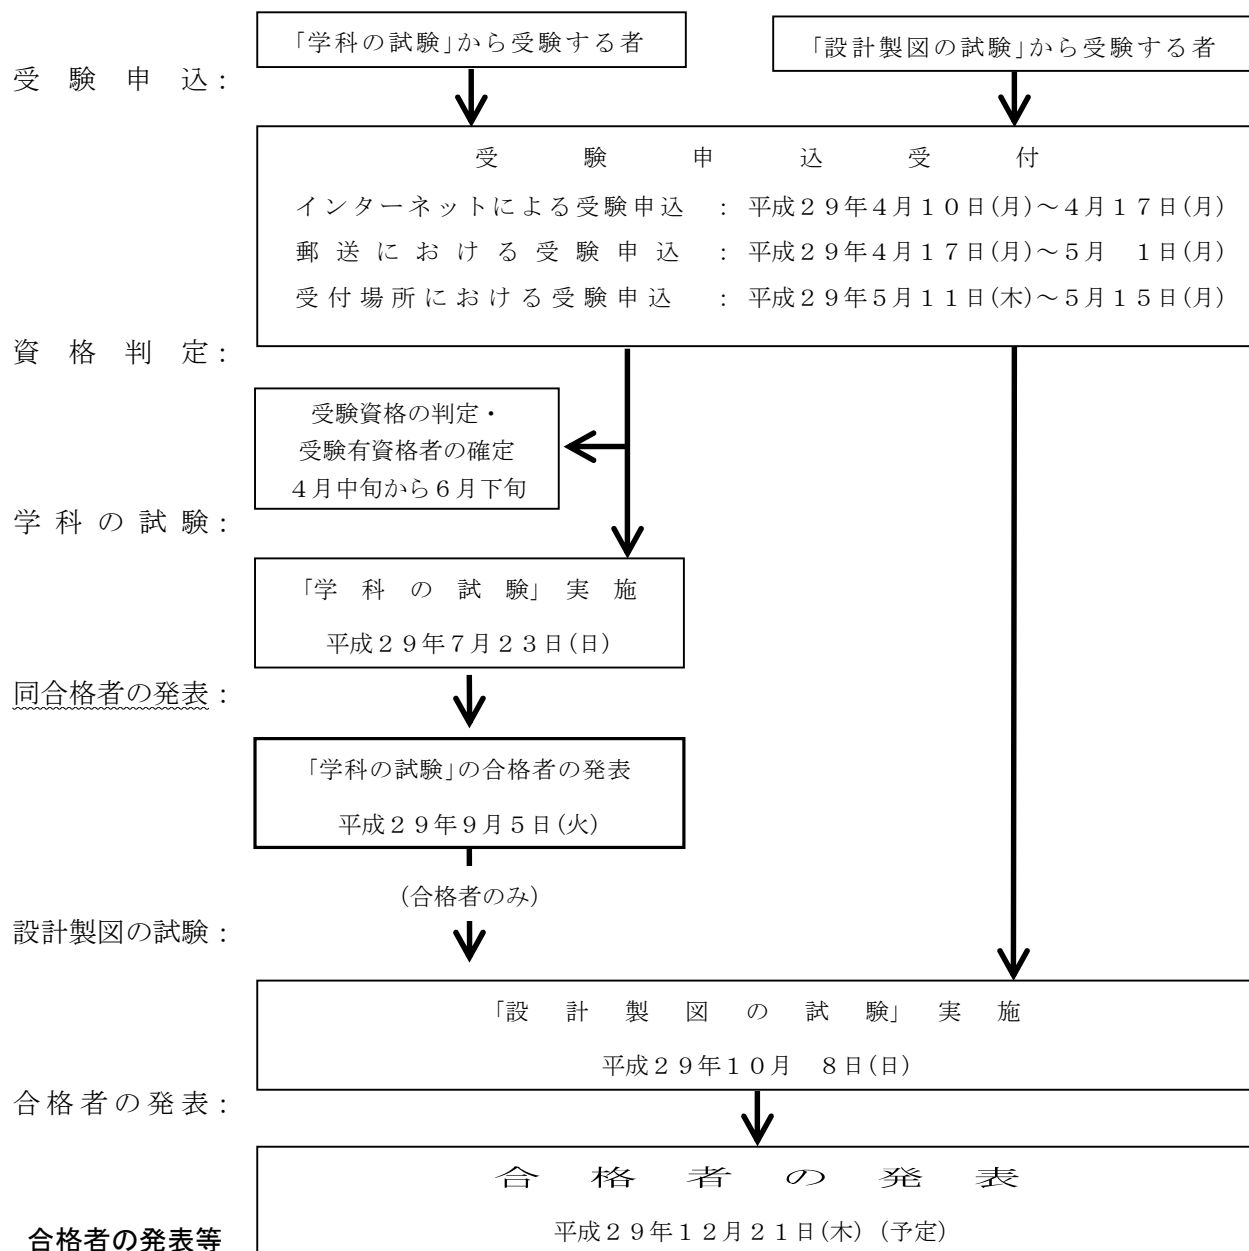 「学科の試験」から受験する者
「設計製図の試験」から受験する者
受験申込：
受験申込受付
インターネットによる受験申込 ： 平成２９年４月１０日(月)～４月１７日(月)
郵送における受験申込 ： 平成２９年４月１７日(月)～５月　１日(月)
受付場所における受験申込 ： 平成２９年５月１１日(木)～５月１５日(月)
資格判定：
受験資格の判定・
受験有資格者の確定
４月中旬から６月下旬
学科の試験：
「学科の試験」実施
平成２９年７月２３日(日)
同合格者の発表：
「学科の試験」の合格者の発表
平成２９年９月５日(火)
(合格者のみ)
設計製図の試験：
「設計製図の試験」実施
平成２９年１０月　８日(日)
合格者の発表：
合格者の発表
平成２９年１２月２１日(木) (予定)
合格者の発表等